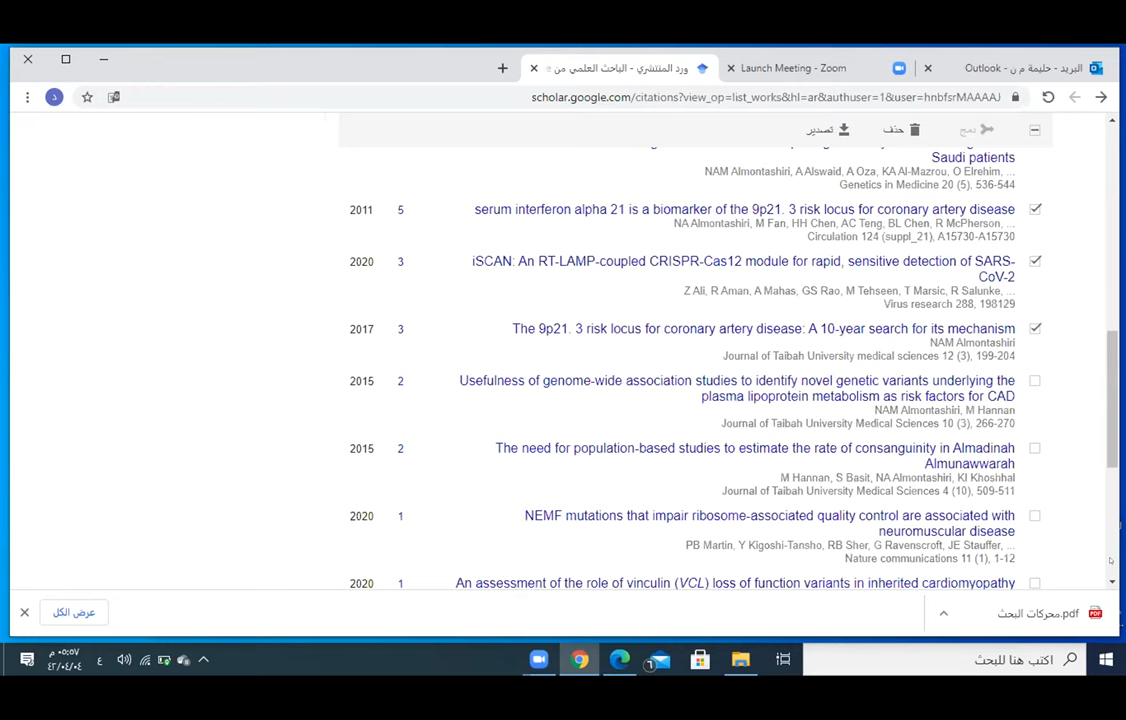 البريد - حليمة م ن - Outlook
Launch Meeting - Zoom
ورد المنتشري - الباحث العلمي من
scholar.google.com/citations?view_op=list_works&hl=ar&authuser=1&user=hnbfsrMAAAAJ
د
دمج
حذف
تصدير
Saudi patients
NAM Almontashiri, A Alswaid, A Oza, KA Al-Mazrou, O Elrehim, ...
Genetics in Medicine 20 (5), 536-544
serum interferon alpha 21 is a biomarker of the 9p21. 3 risk locus for coronary artery disease 5 2011
NA Almontashiri, M Fan, HH Chen, AC Teng, BL Chen, R McPherson, ...
Circulation 124 (suppl_21), A15730-A15730
iSCAN: An RT-LAMP-coupled CRISPR-Cas12 module for rapid, sensitive detection of SARS- 3 2020
CoV-2
Z Ali, R Aman, A Mahas, GS Rao, M Tehseen, T Marsic, R Salunke, ...
Virus research 288, 198129
The 9p21. 3 risk locus for coronary artery disease: A 10-year search for its mechanism 3 2017
NAM Almontashiri
Journal of Taibah University medical sciences 12 (3), 199-204
Usefulness of genome-wide association studies to identify novel genetic variants underlying the 2 2015
plasma lipoprotein metabolism as risk factors for CAD
NAM Almontashiri, M Hannan
Journal of Taibah University Medical Sciences 10 (3), 266-270
The need for population-based studies to estimate the rate of consanguinity in Almadinah 2 2015
Almunawwarah
M Hannan, S Basit, NA Almontashiri, KI Khoshhal
Journal of Taibah University Medical Sciences 4 (10), 509-511
NEMF mutations that impair ribosome-associated quality control are associated with 1 2020
neuromuscular disease
PB Martin, Y Kigoshi-Tansho, RB Sher, G Ravenscroft, JE Stauffer, ...
Nature communications 11 (1), 1-12
An assessment of the role of vinculin (VCL) loss of function variants in inherited cardiomyopathy 1 2020
محركات البحث.pdf
عرض الكل
اكتب هنا للبحث
٦
ع
٠٥:٥٧ م
٤٢/٠٤/٠٤